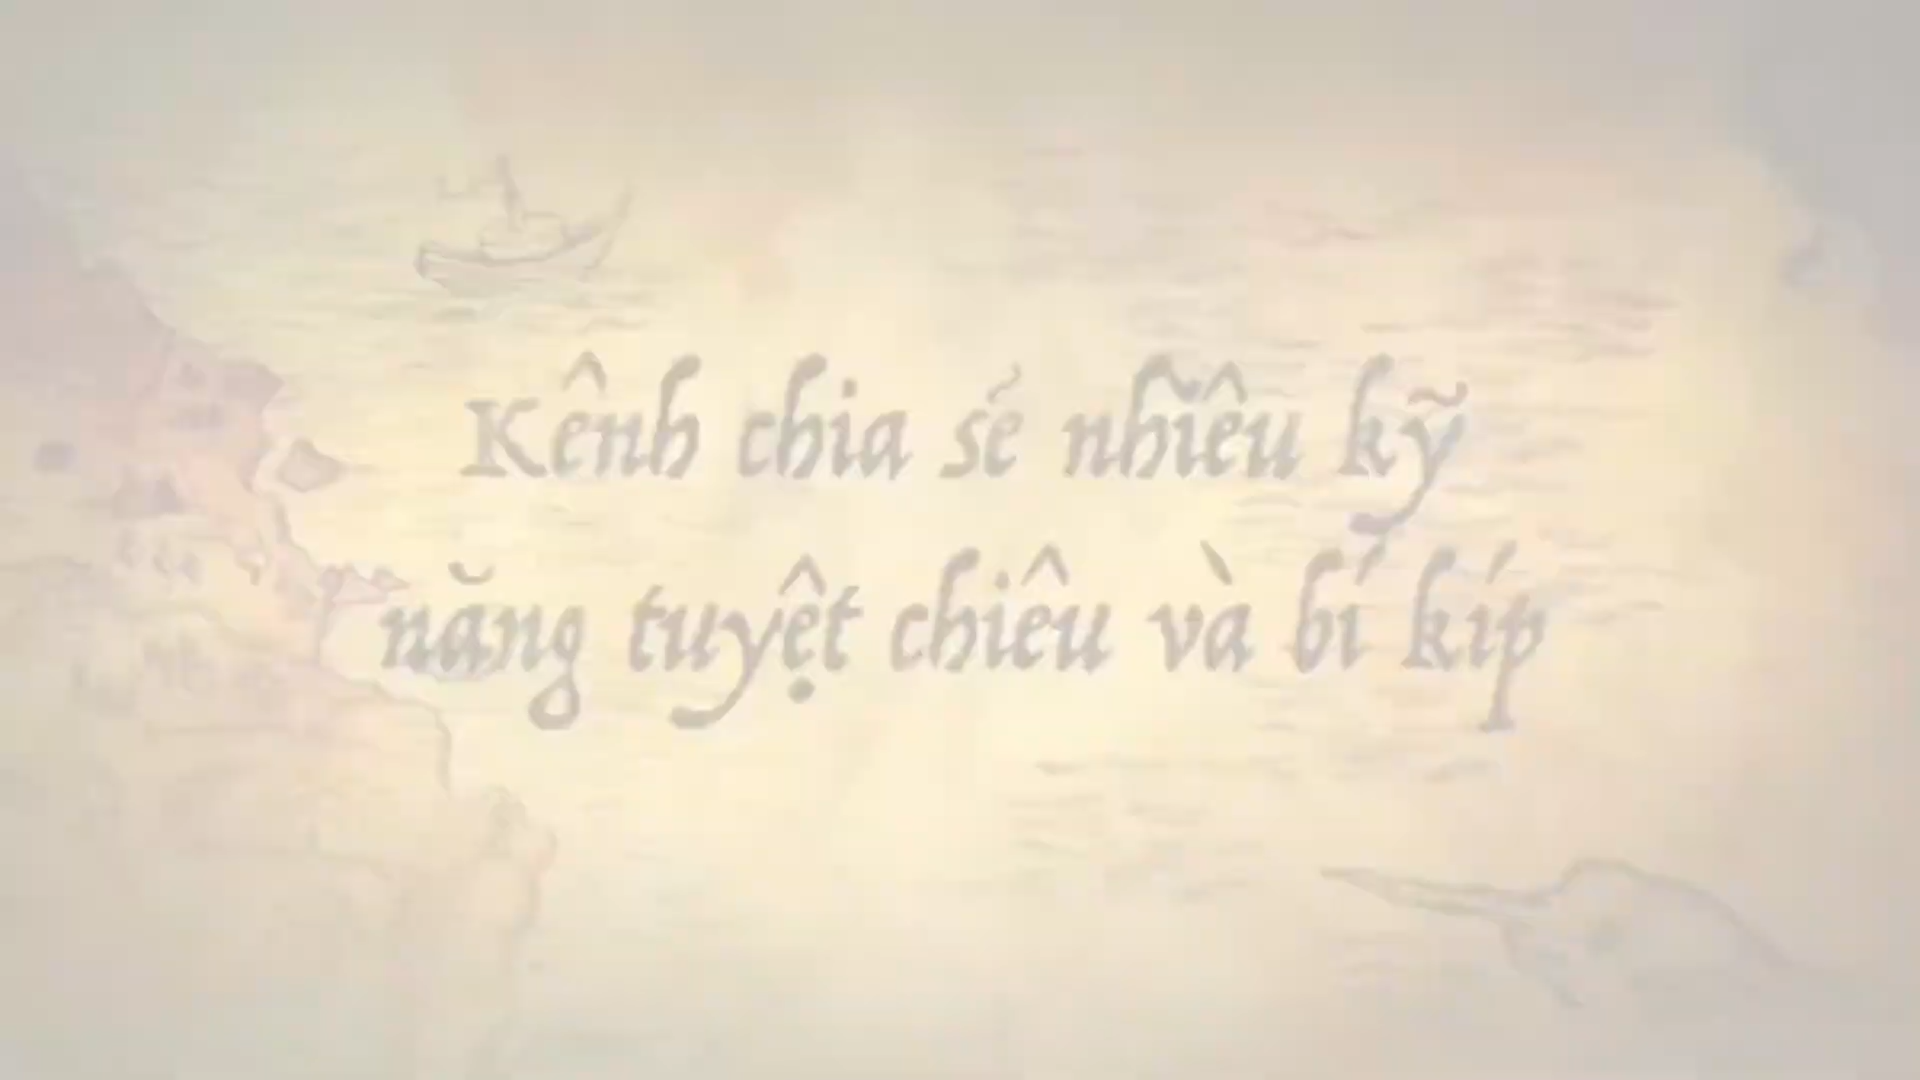 Kênh chia sẻ nhiều kỹ
năng tuyệt chiêu và bí kíp